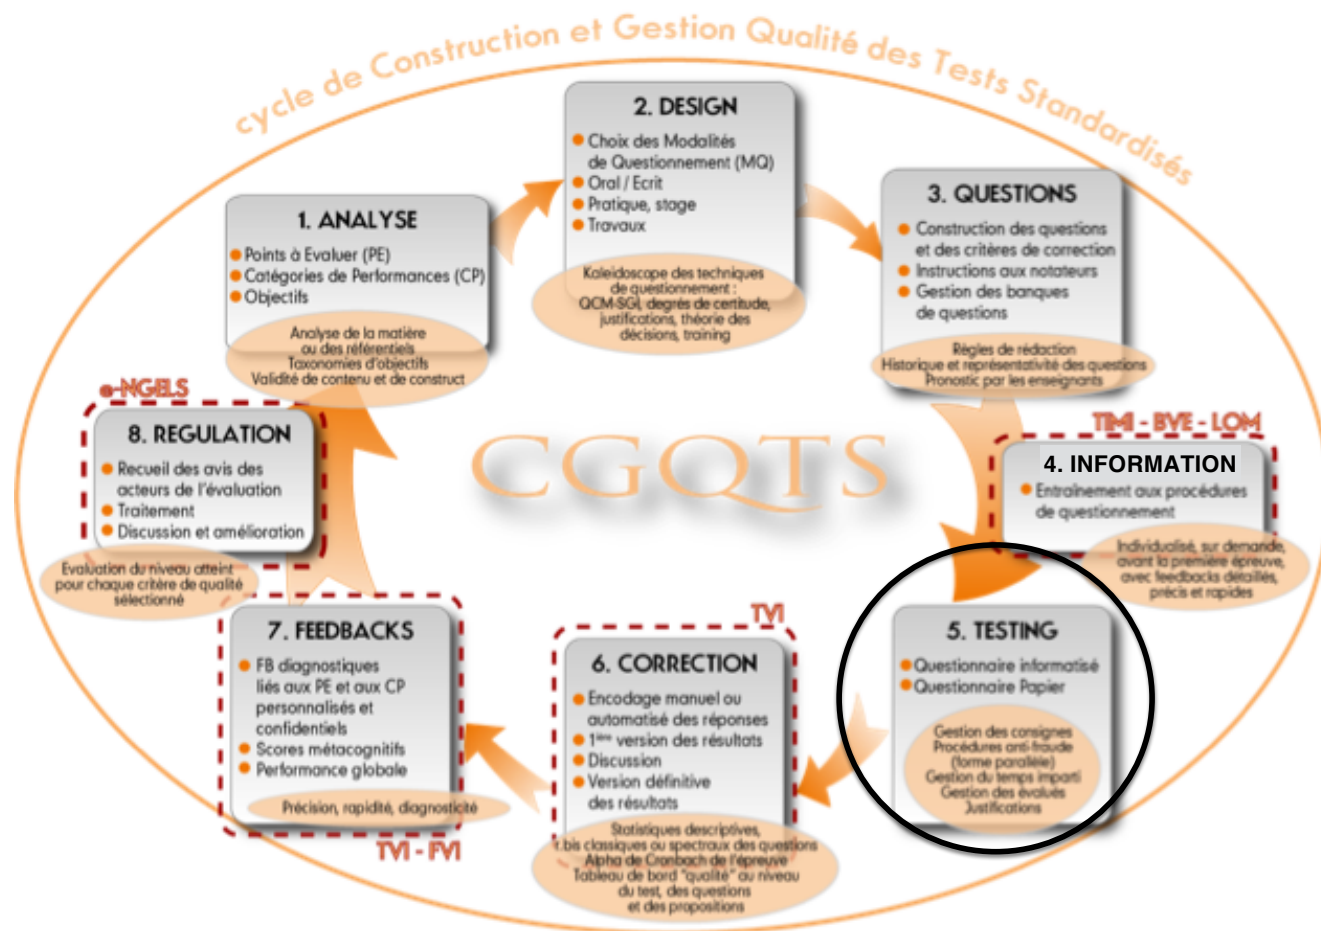 cycle de Construction et Gestion Qualité des Tests Standardisés
CGQTS
1. ANALYSE
Points à Evaluer (PE)
Catégories de Performances (CP)
Objectifs
Analyse de la matière
ou des référentiels
Taxonomies d'objectifs
Validité de contenu et de construct
2. DESIGN
Choix des Modalités
de Questionnement (MQ)
Oral / Ecrit
Pratique, stage
Travaux
Kaleidoscope des techniques
de questionnement :
QCM-SGI, degrés de certitude,
justifications, théorie des
décisions, training
3. QUESTIONS
Construction des questions
et des critères de correction
Instructions aux notateurs
Gestion des banques
de questions
Règles de rédaction
Historique et représentativité des questions
Pronostic par les enseignants
TIMI - BVE - LOM
4. INFORMATION
Entraînement aux procédures
de questionnement
Individualisé, sur demande,
avant la première épreuve,
avec feedbacks détaillés,
précis et rapides
5. TESTING
Questionnaire informatisé
Questionnaire Papier
Gestion des consignes
Procédures anti-fraude
(forme parallèle)
Gestion du temps imparti
Gestion des évalués
Justifications
TVI
6. CORRECTION
Encodage manuel ou
automatisé des réponses
1ière version des résultats
Discussion
Version définitive
des résultats
Statistiques descriptives,
r.bis classiques ou spectraux des questions
Alpha de Cronbach de l'épreuve
Tableau de bord "qualité" au niveau
du test, des questions
et des propositions
7. FEEDBACKS
FB diagnostiques
liés aux PE et aux CP
personnalisés et
confidentiels
Scores métacognitifs
Performance globale
Précision, rapidité, diagnosticité
TVI - FVI
e-NGELS
8. REGULATION
Recueil des avis des
acteurs de l'évaluation
Traitement
Discussion et amélioration
Evaluation du niveau atteint
pour chaque critère de qualité
sélectionné